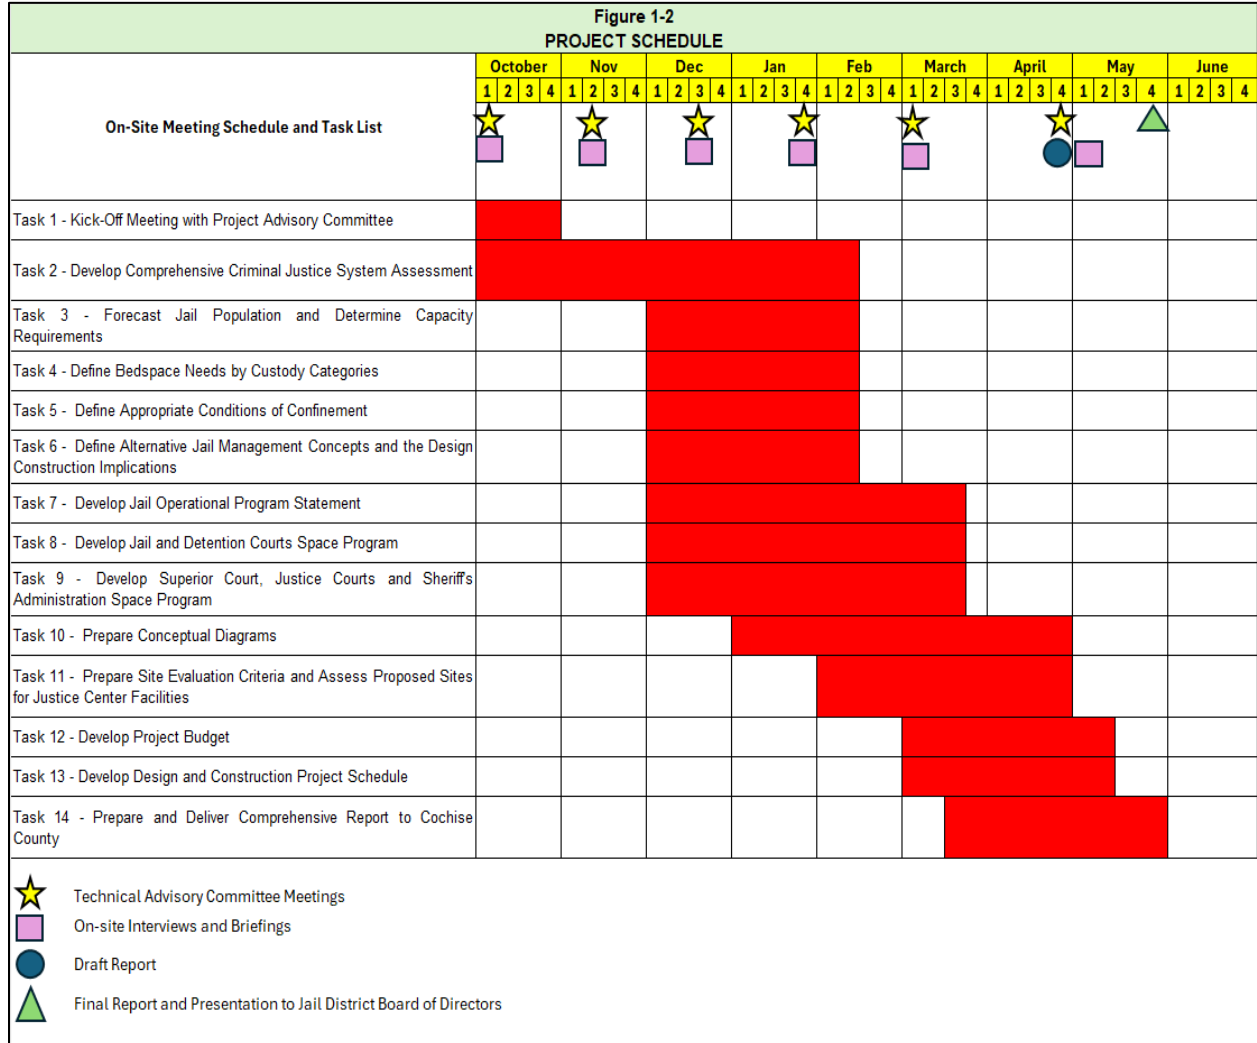 Figure 1-2
PROJECT SCHEDULE
October Nov Dec Jan Feb March April May June
1 2 3 4 1 2 3 4 1 2 3 4 1 2 3 4 1 2 3 4 1 2 3 4 1 2 3 4 1 2 3 4 1 2 3 4
On-Site Meeting Schedule and Task List
Task 1 - Kick-Off Meeting with Project Advisory Committee
Task 2 - Develop Comprehensive Criminal Justice System Assessment
Task 3 - Forecast Jail Population and Determine Capacity
Requirements
Task 4 - Define Bedspace Needs by Custody Categories
Task 5 - Define Appropriate Conditions of Confinement
Task 6 - Define Alternative Jail Management Concepts and the Design
Construction Implications
Task 7 - Develop Jail Operational Program Statement
Task 8 - Develop Jail and Detention Courts Space Program
Task 9 - Develop Superior Court, Justice Courts and Sheriff's
Administration Space Program
Task 10 - Prepare Conceptual Diagrams
Task 11 - Prepare Site Evaluation Criteria and Assess Proposed Sites
for Justice Center Facilities
Task 12 - Develop Project Budget
Task 13 - Develop Design and Construction Project Schedule
Task 14 - Prepare and Deliver Comprehensive Report to Cochise
County
Technical Advisory Committee Meetings
On-site Interviews and Briefings
Draft Report
Final Report and Presentation to Jail District Board of Directors